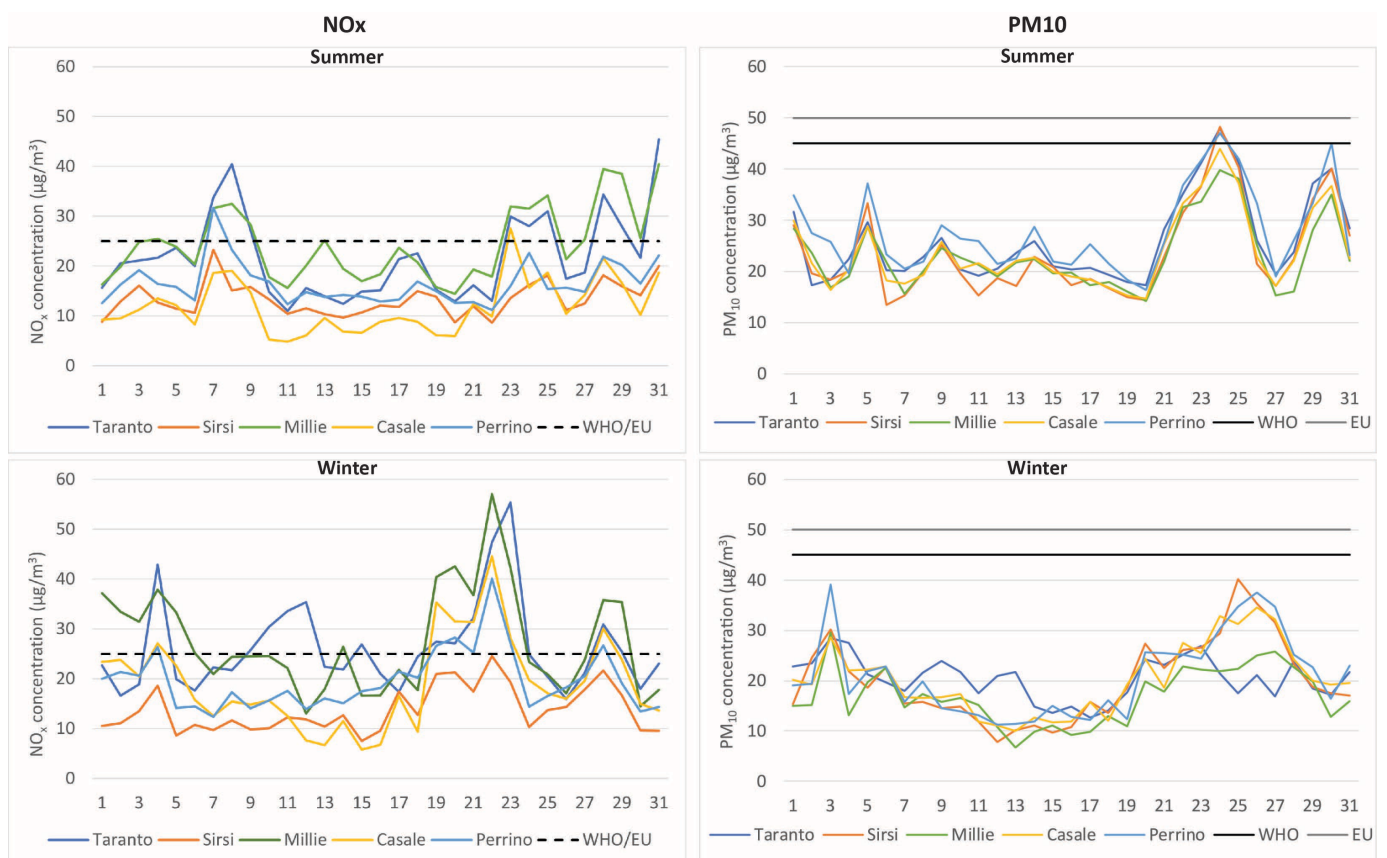 NOx
PM10
Summer
60
50
40
30
20
10
0
NOₓ concentration (µg/m³)
1 3 5 7 9 11 13 15 17 19 21 23 25 27 29 31
Taranto Sirsi Millie Casale Perrino WHO/EU
Summer
60
50
40
30
20
10
0
PM₁₀ concentration (µg/m³)
1 3 5 7 9 11 13 15 17 19 21 23 25 27 29 31
Taranto Sirsi Millie Casale Perrino WHO EU
Winter
60
50
40
30
20
10
0
NOₓ concentration (µg/m³)
1 3 5 7 9 11 13 15 17 19 21 23 25 27 29 31
Taranto Sirsi Millie Casale Perrino WHO/EU
Winter
60
50
40
30
20
10
0
PM₁₀ concentration (µg/m³)
1 3 5 7 9 11 13 15 17 19 21 23 25 27 29 31
Taranto Sirsi Millie Casale Perrino WHO EU